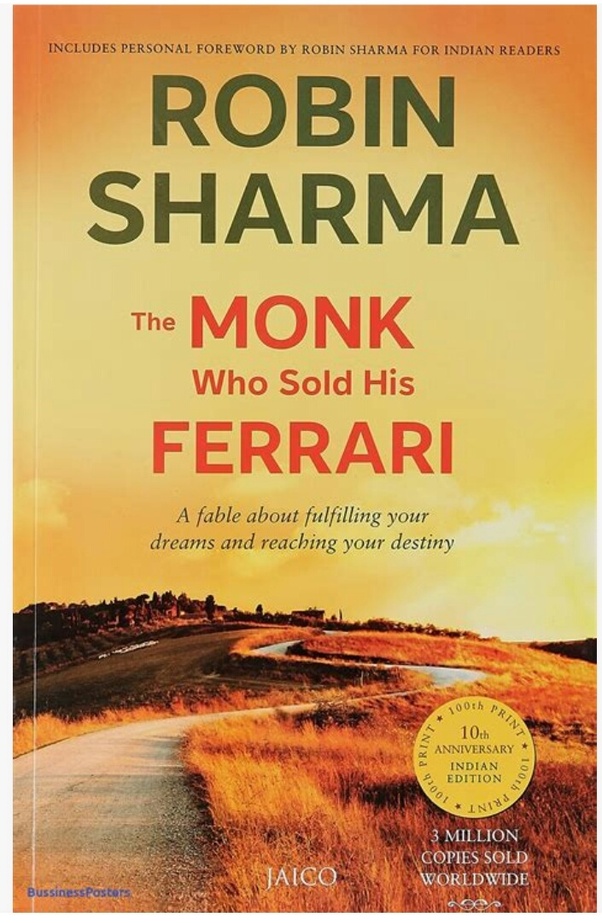 INCLUDES PERSONAL FOREWORD BY ROBIN SHARMA FOR INDIAN READERS
ROBIN
SHARMA
The MONK
Who Sold His
FERRARI
A fable about fulfilling your
dreams and reaching your destiny
★ 100th PRINT ★ 100th PRINT ★ 100th PRINT
10th
ANNIVERSARY
INDIAN
EDITION
3 MILLION
COPIES SOLD
WORLDWIDE
JAICO
BussinessPosters